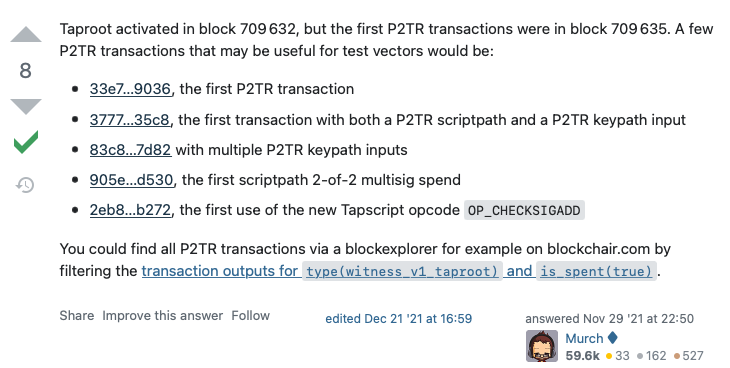 Taproot activated in block 709 632, but the first P2TR transactions were in block 709 635. A few
P2TR transactions that may be useful for test vectors would be:
8
33e7...9036, the first P2TR transaction
3777...35c8, the first transaction with both a P2TR scriptpath and a P2TR keypath input
83c8...7d82 with multiple P2TR keypath inputs
905e...d530, the first scriptpath 2-of-2 multisig spend
2eb8...b272, the first use of the new Tapscript opcode OP_CHECKSIGADD
You could find all P2TR transactions via a blockexplorer for example on blockchair.com by
filtering the transaction outputs for type(witness_v1_taproot) and is_spent(true).
Share Improve this answer Follow
edited Dec 21 '21 at 16:59
answered Nov 29 '21 at 22:50
Murch
59.6k 33 162 527